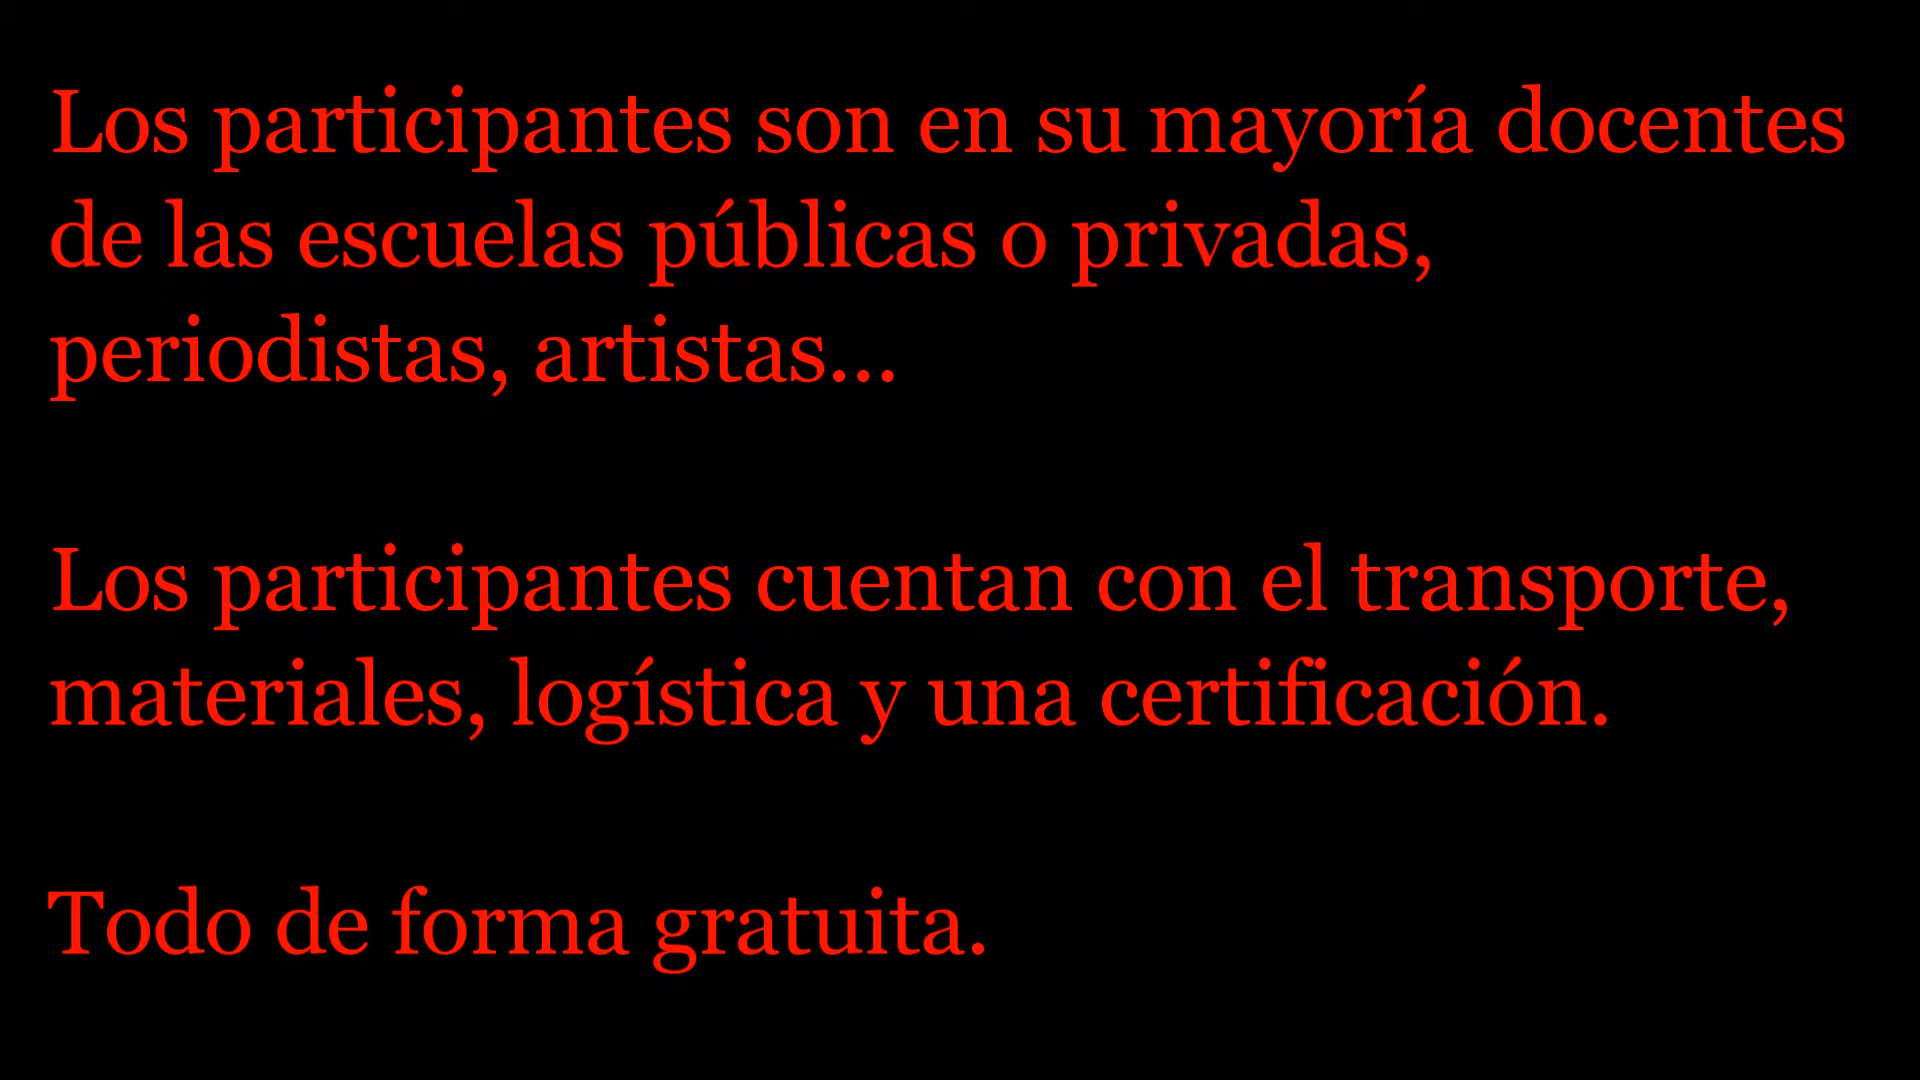 Los participantes son en su mayoría docentes
de las escuelas públicas o privadas,
periodistas, artistas...
Los participantes cuentan con el transporte,
materiales, logística y una certificación.
Todo de forma gratuita.